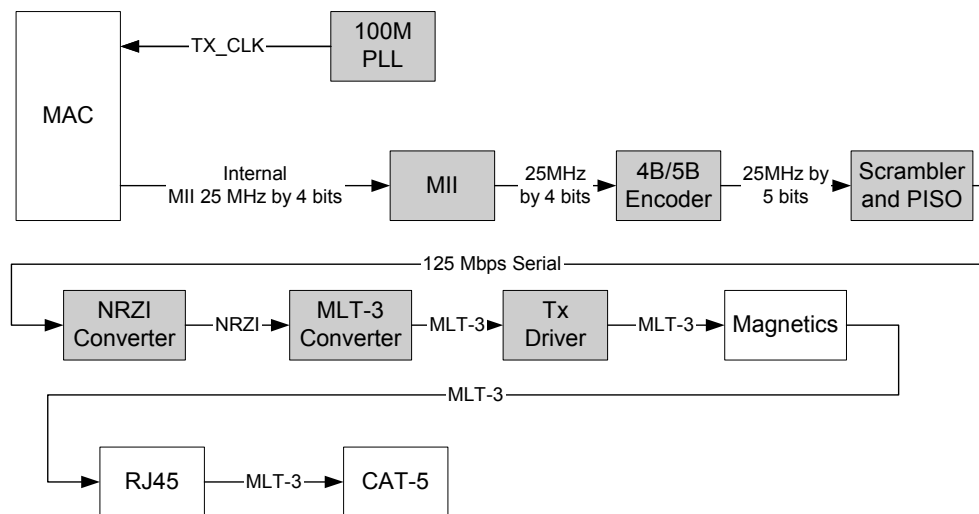 100M
PLL
TX_CLK
MAC
Internal
MII 25 MHz by 4 bits
MII
25MHz
by 4 bits
4B/5B
Encoder
25MHz by
5 bits
Scrambler
and PISO
125 Mbps Serial
NRZI
Converter
NRZI
MLT-3
Converter
MLT-3
Tx
Driver
MLT-3
Magnetics
MLT-3
RJ45
MLT-3
CAT-5